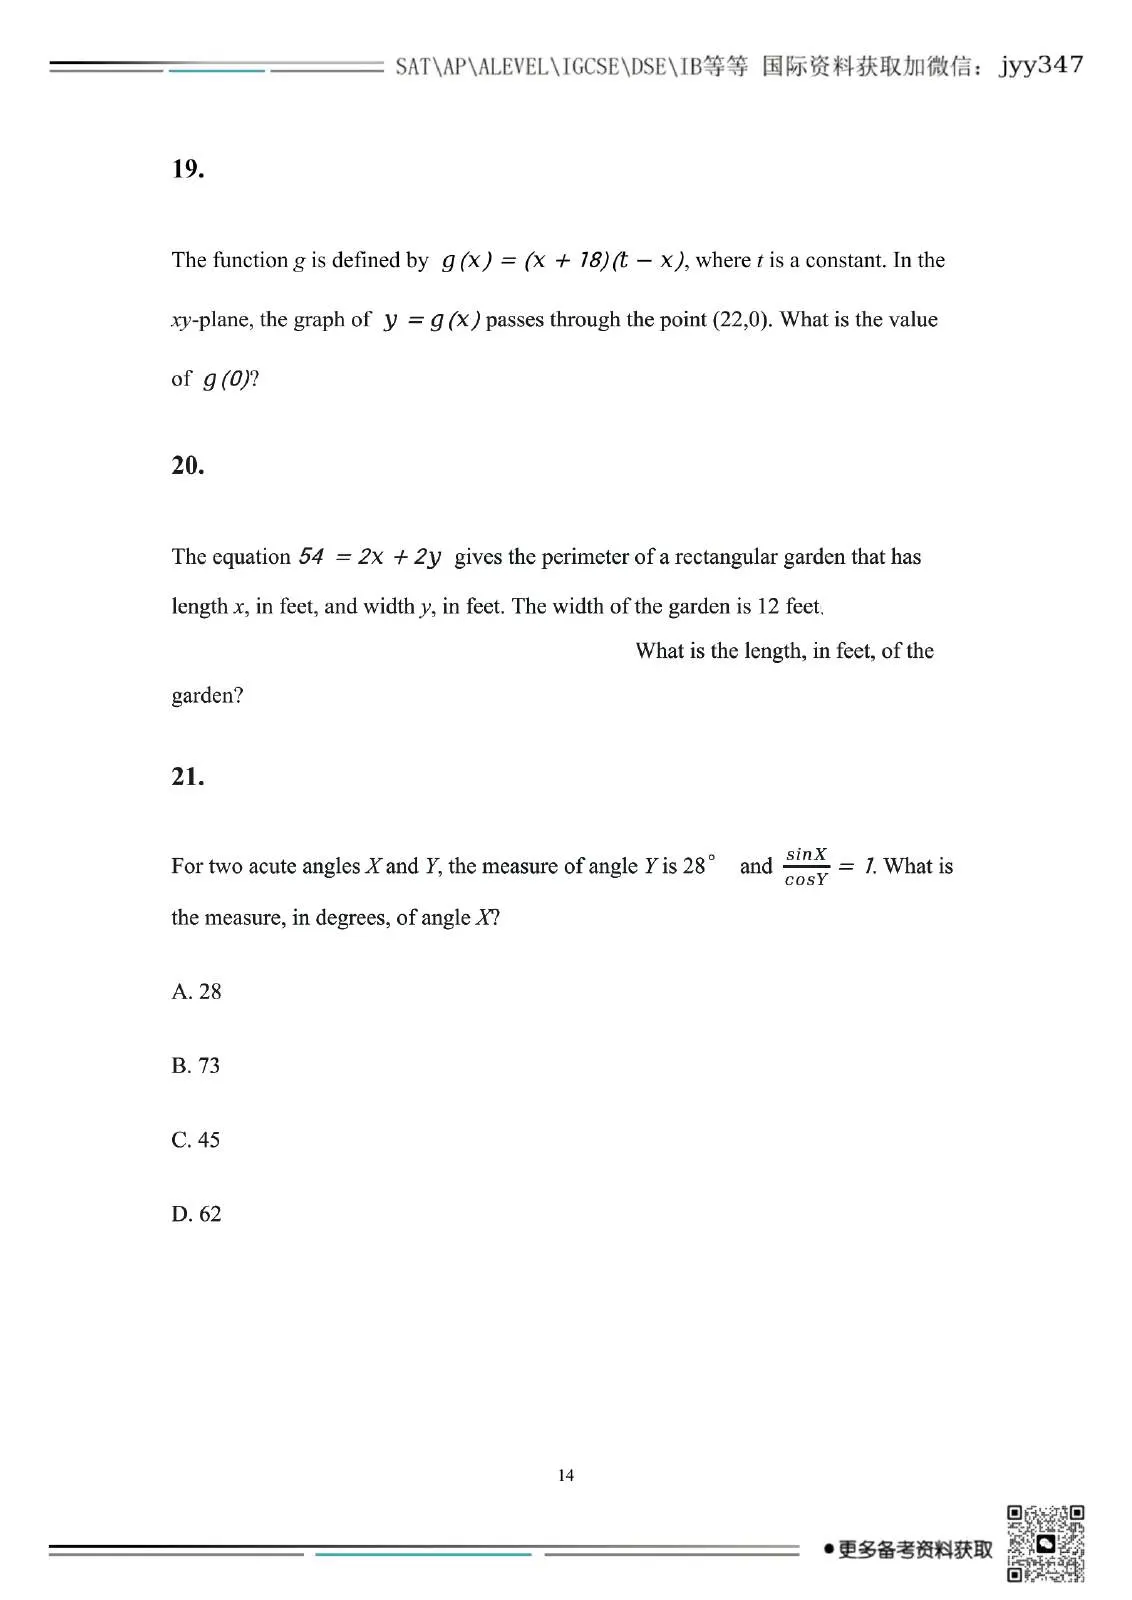 SAT\AP\ALEVEL\IGCSE\DSE\IB等等 国际资料获取加微信: jyy347
19.
The function g is defined by g(x) = (x + 18)(t − x), where t is a constant. In the
xy-plane, the graph of y = g(x) passes through the point (22,0). What is the value
of g(0)?
20.
The equation 54 = 2x + 2y gives the perimeter of a rectangular garden that has
length x, in feet, and width y, in feet. The width of the garden is 12 feet.
What is the length, in feet, of the
garden?
21.
For two acute angles X and Y, the measure of angle Y is 28° and sinX/cosY = 1. What is
the measure, in degrees, of angle X?
A. 28
B. 73
C. 45
D. 62
14
●更多备考资料获取